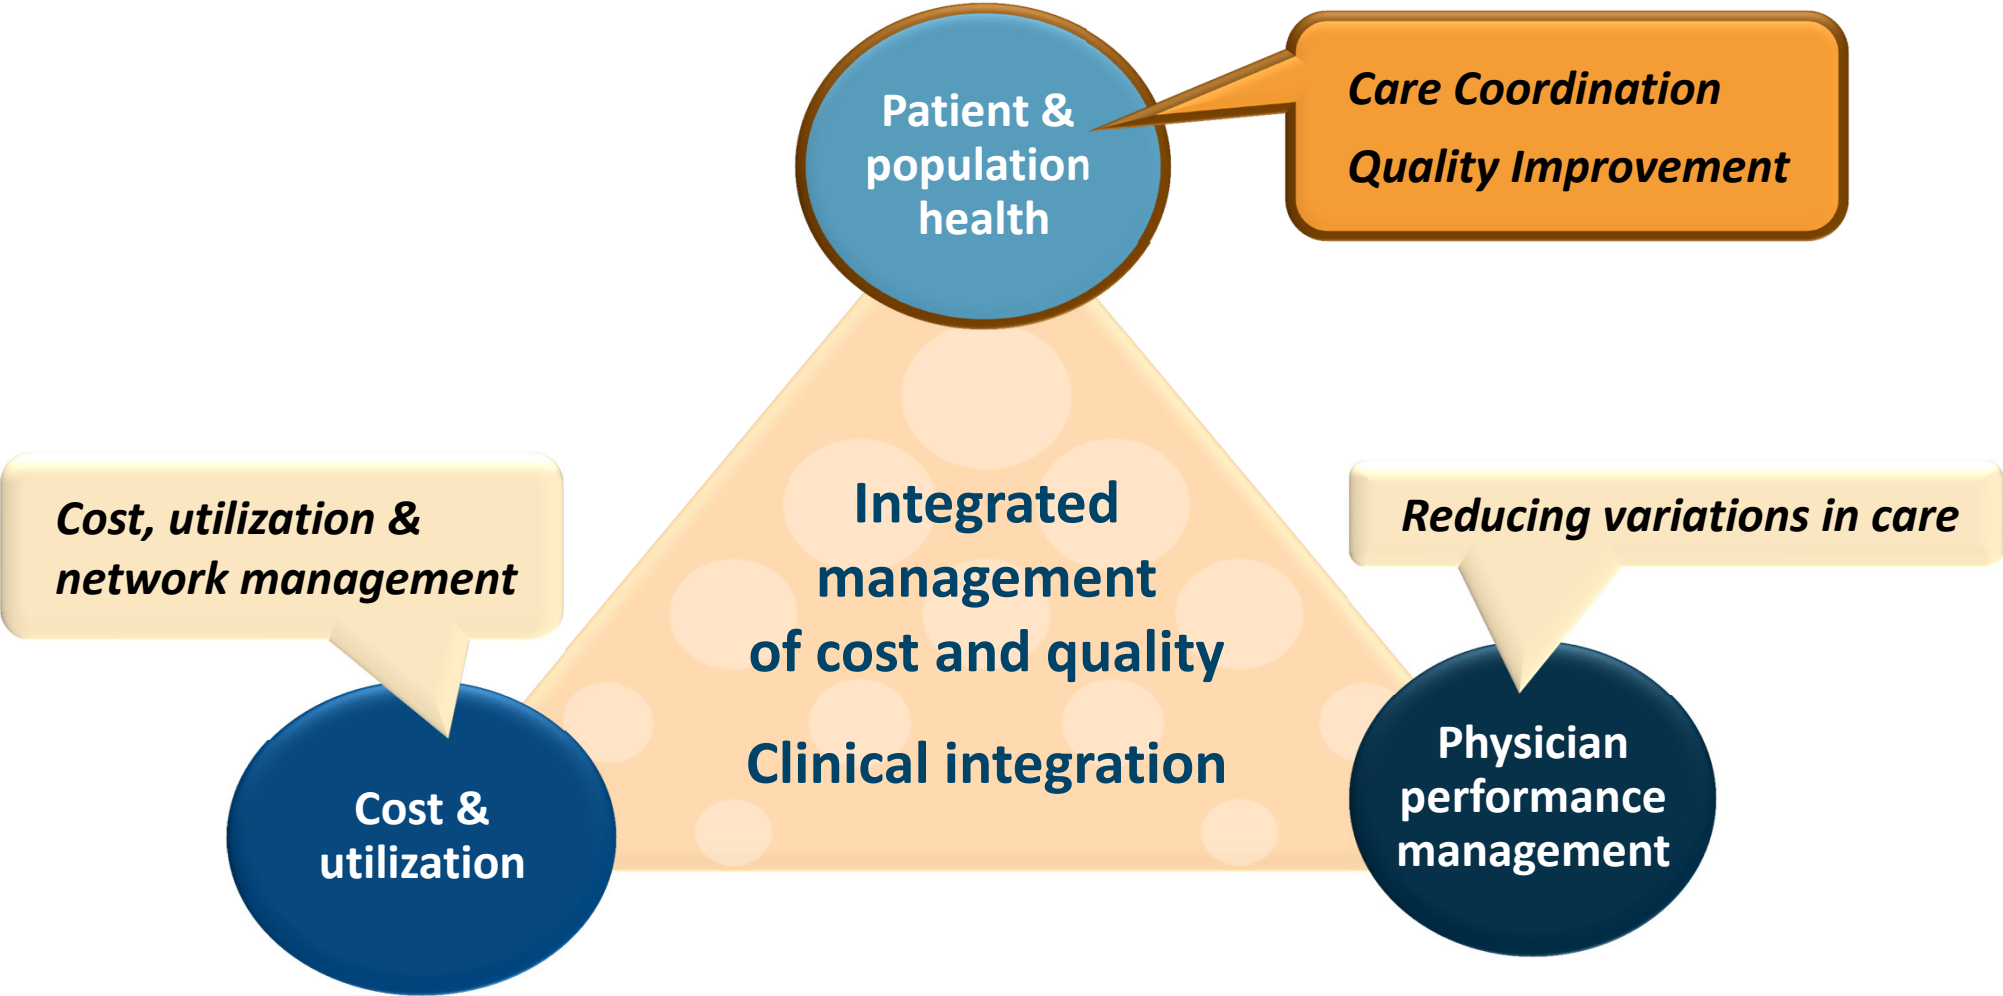 Patient &
population
health
Care Coordination
Quality Improvement
Cost, utilization &
network management
Reducing variations in care
Integrated
management
of cost and quality
Clinical integration
Cost &
utilization
Physician
performance
management